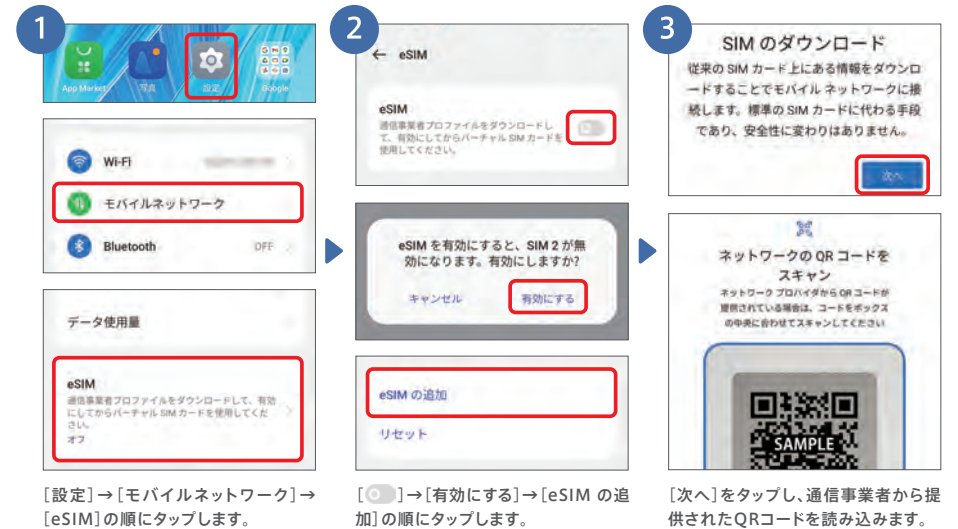 1
App Market
写真
設定
Google
Wi-Fi
モバイルネットワーク
Bluetooth
OFF
データ使用量
eSIM
通信事業者プロファイルをダウンロードして、有効
にしてからバーチャル SIM カードを使用してくだ
さい。
オフ
[設定]→[モバイルネットワーク]→
[eSIM]の順にタップします。
2
← eSIM
eSIM
通信事業者プロファイルをダウンロードし
て、有効にしてからバーチャル SIM カードを
使用してください。
eSIM を有効にすると、SIM 2 が無
効になります。有効にしますか?
キャンセル
有効にする
eSIM の追加
リセット
[ ]→[有効にする]→[eSIM の追
加]の順にタップします。
3
SIM のダウンロード
従来の SIM カード上にある情報をダウンロ
ードすることでモバイル ネットワークに接
続します。標準の SIM カードに代わる手段
であり、安全性に変わりはありません。
次へ
ネットワークの QR コードを
スキャン
ネットワーク プロバイダから QR コードが
提供されている場合は、コードをボックス
の中央に合わせてスキャンしてください
SAMPLE
[次へ]をタップし、通信事業者から提
供されたQRコードを読み込みます。